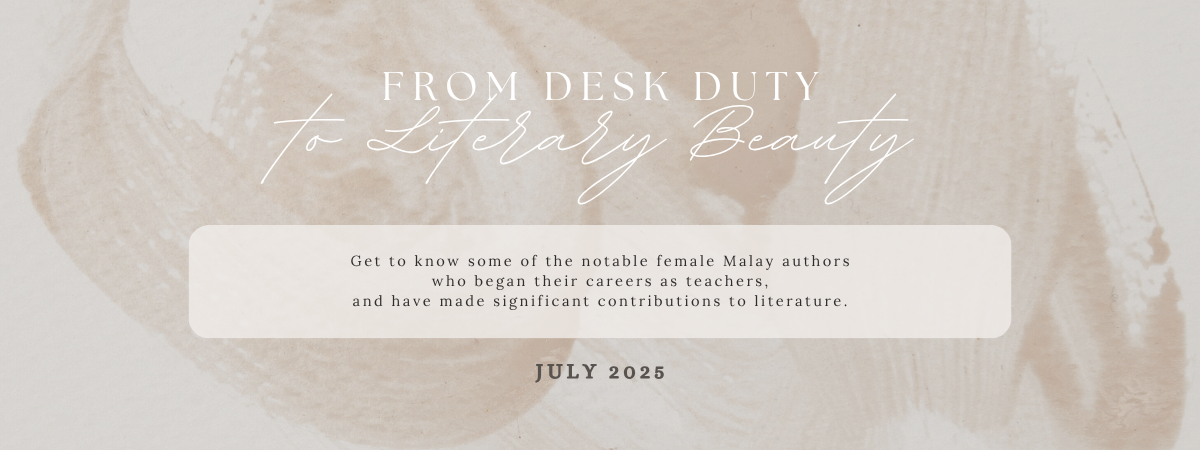 FROM DESK DUTY
to Literary Beauty
Get to know some of the notable female Malay authors
who began their careers as teachers,
and have made significant contributions to literature.
JULY 2025